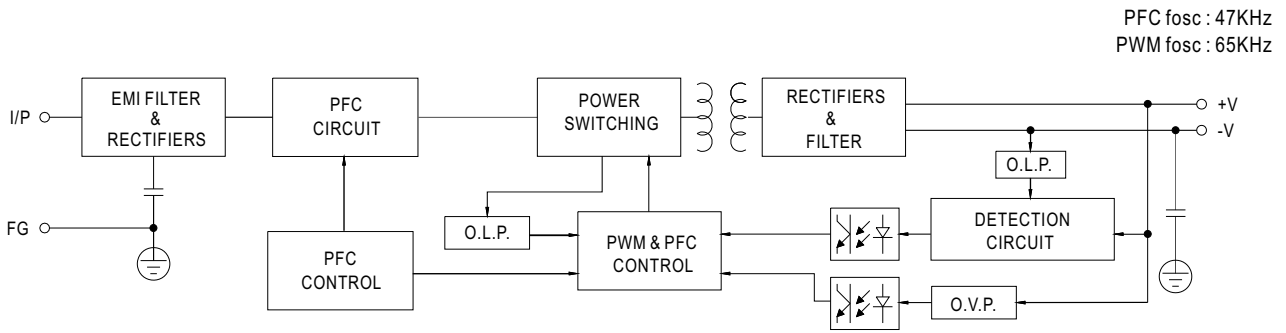 PFC fosc : 47KHz
PWM fosc : 65KHz
I/P
EMI FILTER
&
RECTIFIERS
PFC
CIRCUIT
POWER
SWITCHING
RECTIFIERS
&
FILTER
+V
-V
O.L.P.
FG
O.L.P.
DETECTION
CIRCUIT
PWM & PFC
CONTROL
PFC
CONTROL
O.V.P.